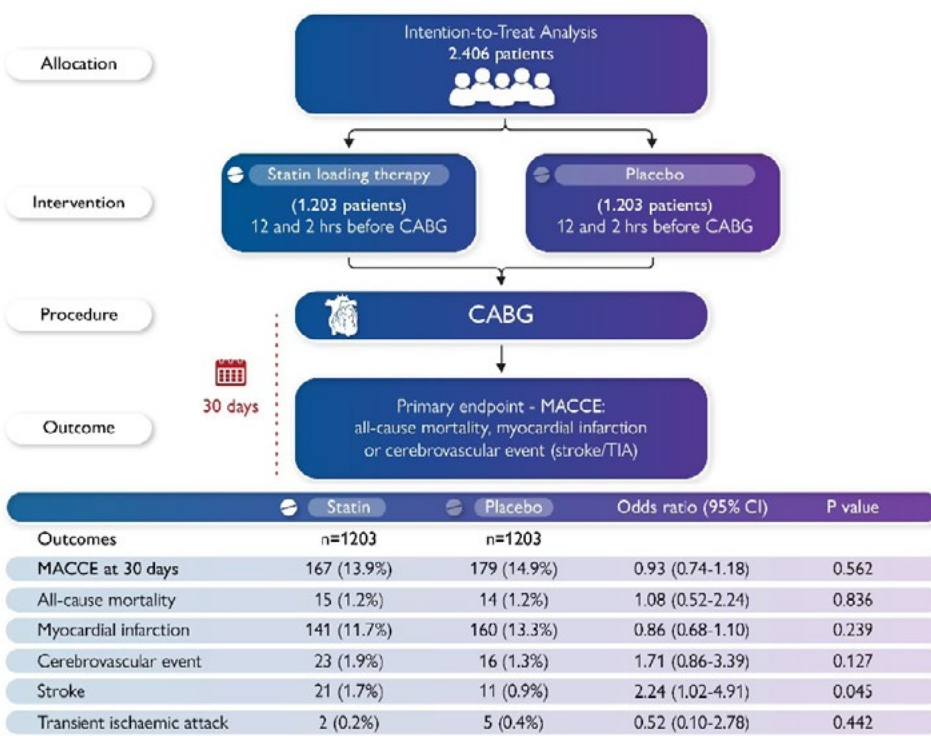 Allocation
Intention-to-Treat Analysis
2.406 patients
Intervention
Statin loading therapy
(1.203 patients)
12 and 2 hrs before CABG
Placebo
(1.203 patients)
12 and 2 hrs before CABG
Procedure
CABG
30 days
Outcome
Primary endpoint - MACCE:
all-cause mortality, myocardial infarction
or cerebrovascular event (stroke/TIA)
Statin Placebo Odds ratio (95% CI) P value
Outcomes n=1203 n=1203
MACCE at 30 days 167 (13.9%) 179 (14.9%) 0.93 (0.74-1.18) 0.562
All-cause mortality 15 (1.2%) 14 (1.2%) 1.08 (0.52-2.24) 0.836
Myocardial infarction 141 (11.7%) 160 (13.3%) 0.86 (0.68-1.10) 0.239
Cerebrovascular event 23 (1.9%) 16 (1.3%) 1.71 (0.86-3.39) 0.127
Stroke 21 (1.7%) 11 (0.9%) 2.24 (1.02-4.91) 0.045
Transient ischaemic attack 2 (0.2%) 5 (0.4%) 0.52 (0.10-2.78) 0.442